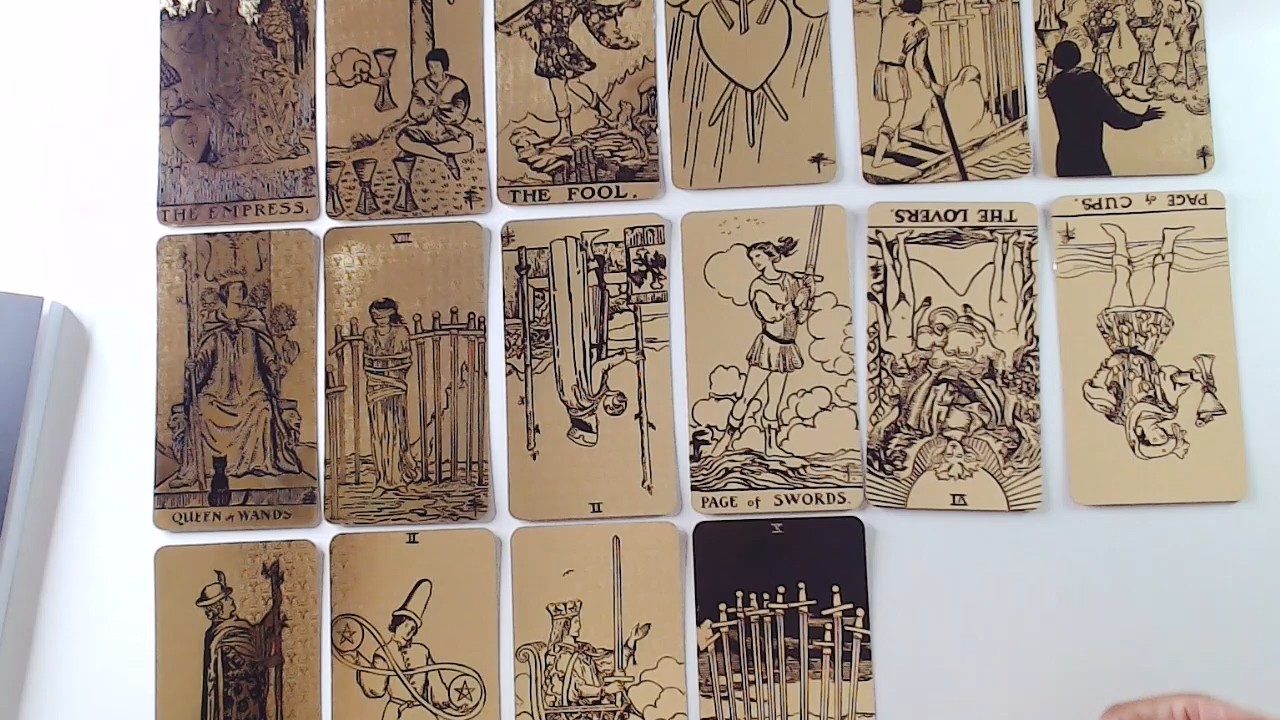 THE EMPRESS.
THE FOOL.
VIII
THE LOVERS.
PAGE of CUPS.
QUEEN of WANDS
II
PAGE of SWORDS.
VI
II
X